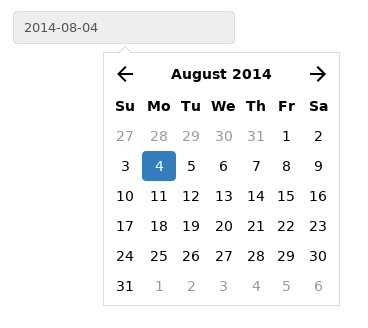 2014-08-04
August 2014
Su Mo Tu We Th Fr Sa
27 28 29 30 31 1 2
3 4 5 6 7 8 9
10 11 12 13 14 15 16
17 18 19 20 21 22 23
24 25 26 27 28 29 30
31 1 2 3 4 5 6